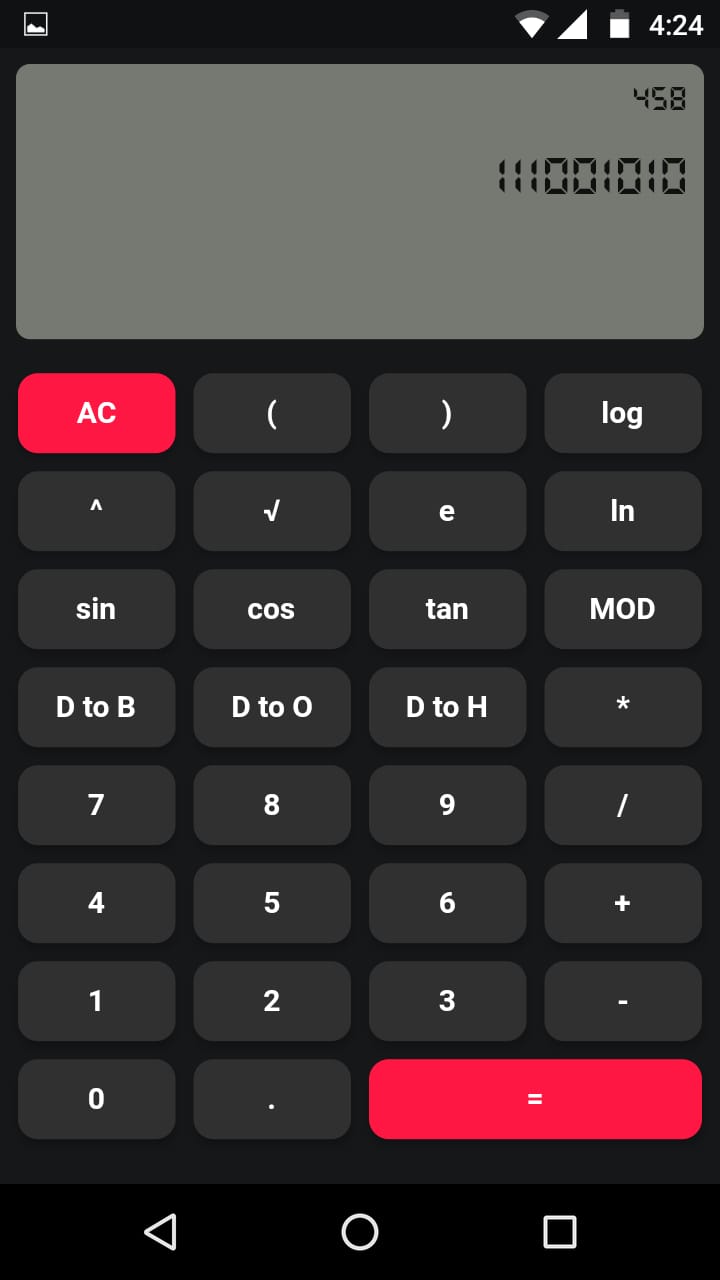 4:24
458
111001010
AC ( ) log
^ √ e ln
sin cos tan MOD
D to B D to O D to H *
7 8 9 /
4 5 6 +
1 2 3 -
0 . =